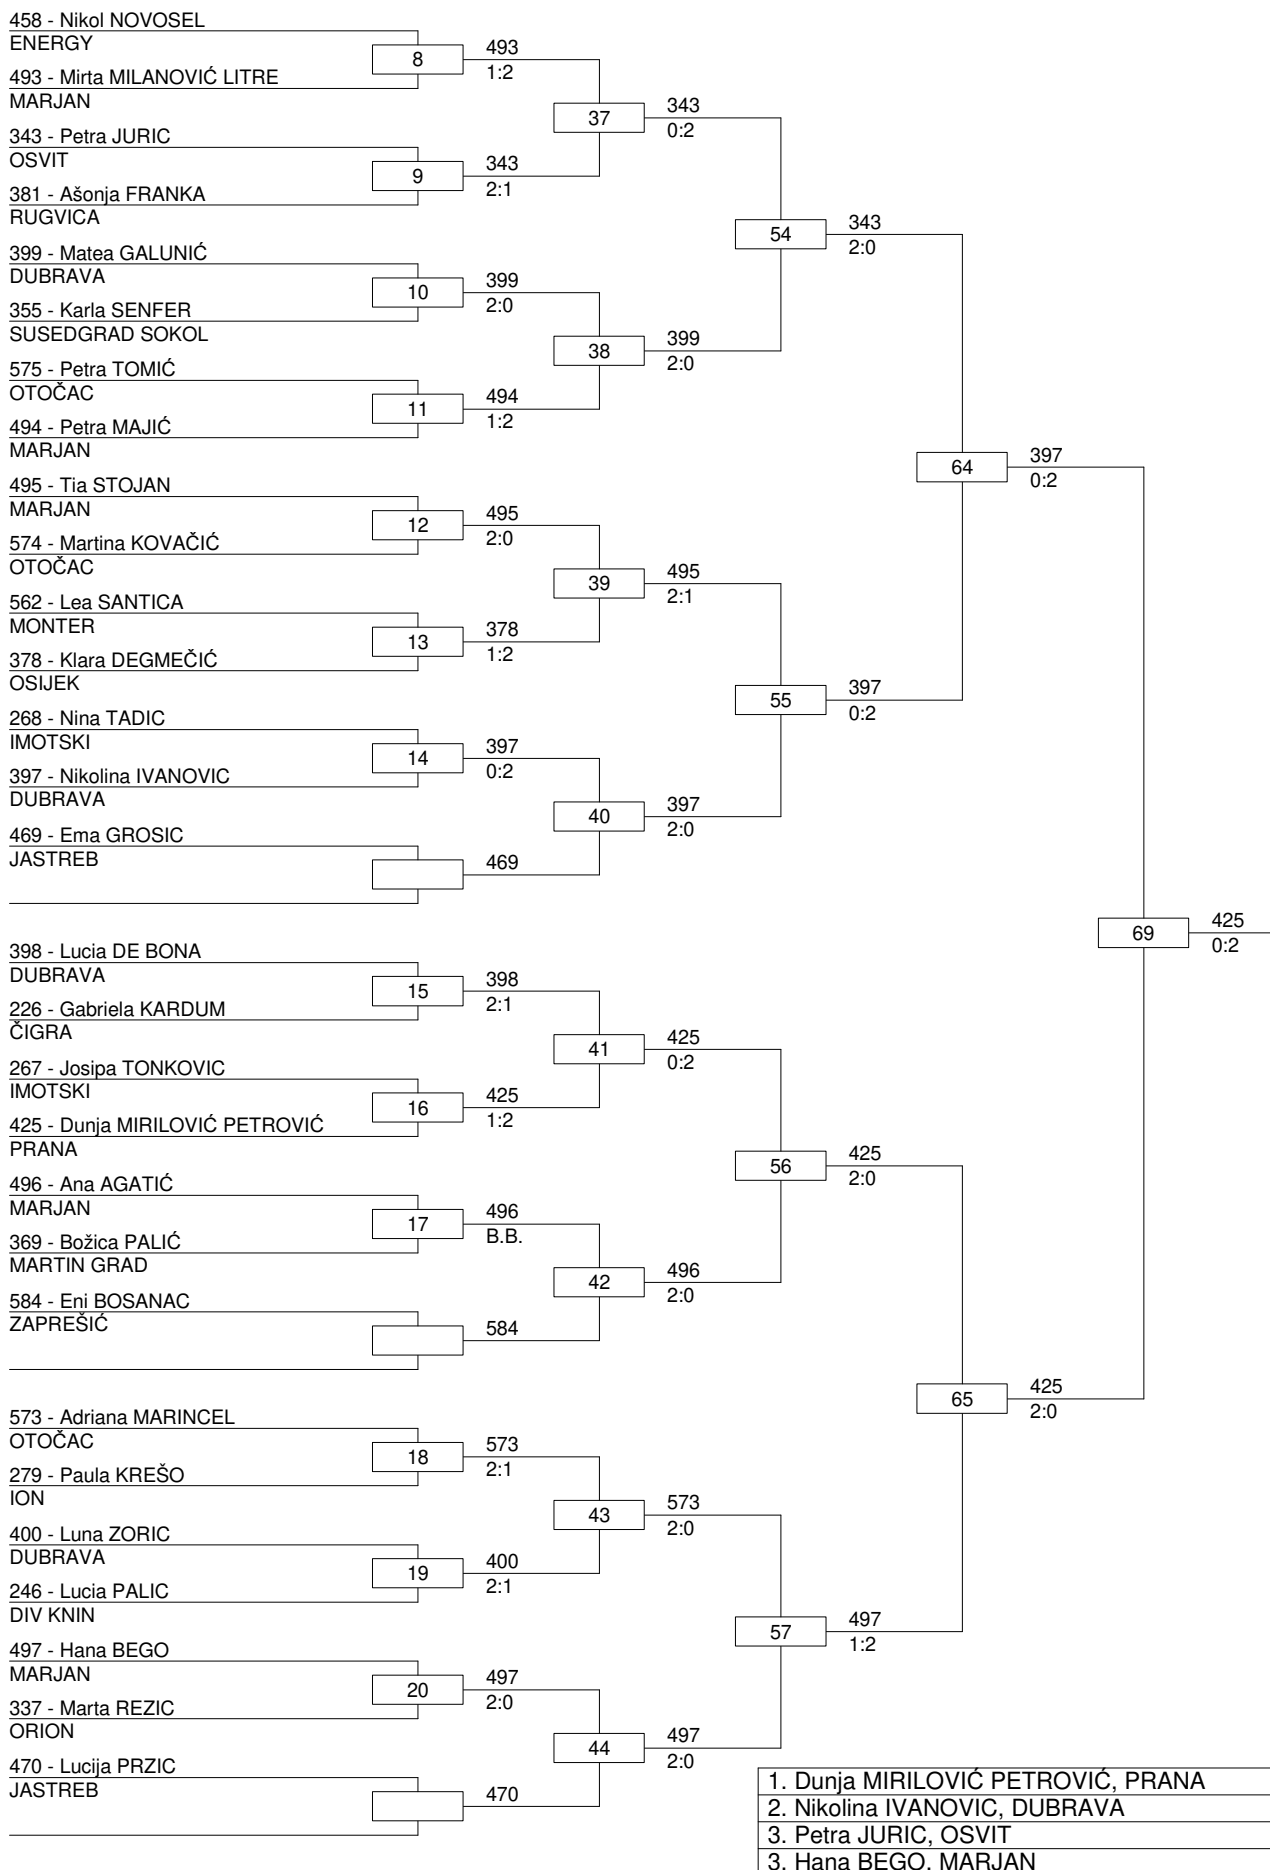 458 - Nikol NOVOSEL
ENERGY
8
493
1:2
493 - Mirta MILANOVIĆ LITRE
MARJAN
37
343
0:2
343 - Petra JURIC
OSVIT
9
343
2:1
381 - Ašonja FRANKA
RUGVICA
54
343
2:0
399 - Matea GALUNIĆ
DUBRAVA
10
399
2:0
355 - Karla SENFER
SUSEDGRAD SOKOL
38
399
2:0
575 - Petra TOMIĆ
OTOČAC
11
494
1:2
494 - Petra MAJIĆ
MARJAN
64
397
0:2
495 - Tia STOJAN
MARJAN
12
495
2:0
574 - Martina KOVAČIĆ
OTOČAC
39
495
2:1
562 - Lea SANTICA
MONTER
13
378
1:2
378 - Klara DEGMEČIĆ
OSIJEK
55
397
0:2
268 - Nina TADIC
IMOTSKI
14
397
0:2
397 - Nikolina IVANOVIC
DUBRAVA
40
397
2:0
469 - Ema GROSIC
JASTREB
469
69
425
0:2
398 - Lucia DE BONA
DUBRAVA
15
398
2:1
226 - Gabriela KARDUM
ČIGRA
41
425
0:2
267 - Josipa TONKOVIC
IMOTSKI
16
425
1:2
425 - Dunja MIRILOVIĆ PETROVIĆ
PRANA
56
425
2:0
496 - Ana AGATIĆ
MARJAN
17
496
B.B.
369 - Božica PALIĆ
MARTIN GRAD
42
496
2:0
584 - Eni BOSANAC
ZAPREŠIĆ
584
65
425
2:0
573 - Adriana MARINCEL
OTOČAC
18
573
2:1
279 - Paula KREŠO
ION
43
573
2:0
400 - Luna ZORIC
DUBRAVA
19
400
2:1
246 - Lucia PALIC
DIV KNIN
57
497
1:2
497 - Hana BEGO
MARJAN
20
497
2:0
337 - Marta REZIC
ORION
44
497
2:0
470 - Lucija PRZIC
JASTREB
470
1. Dunja MIRILOVIĆ PETROVIĆ, PRANA
2. Nikolina IVANOVIC, DUBRAVA
3. Petra JURIC, OSVIT
3. Hana BEGO, MARJAN